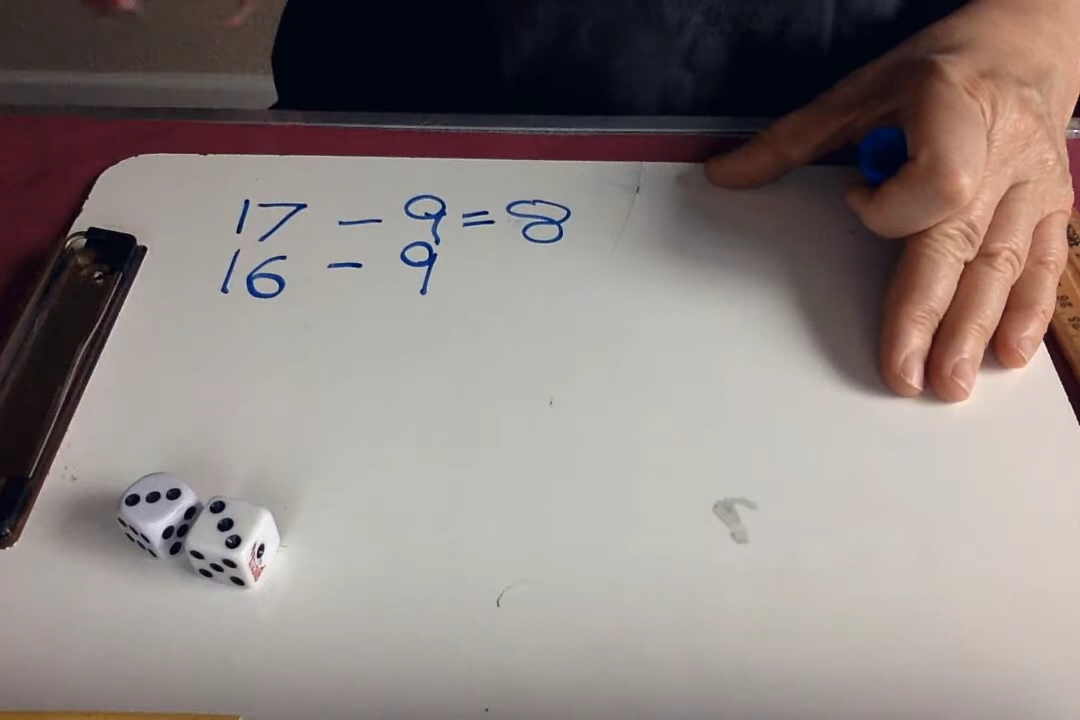 17 - 9 = 8
16 - 9